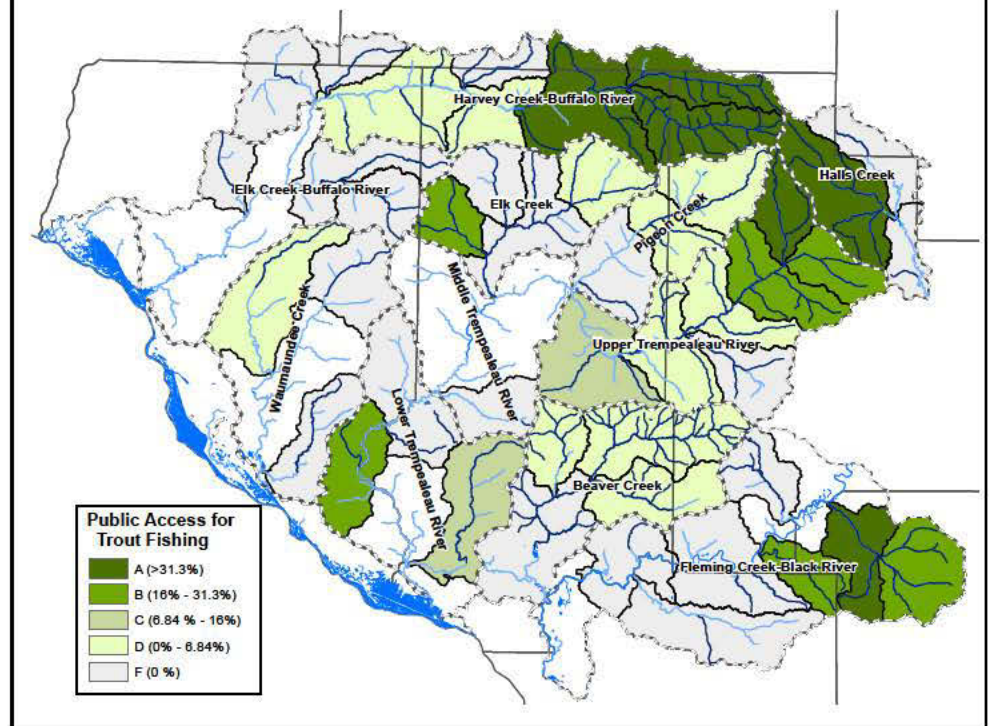 Harvey Creek-Buffalo River
Halls Creek
Elk Creek-Buffalo River
Elk Creek
Pigeon Creek
Middle Trempealeau River
Waumaundee Creek
Upper Trempealeau River
Lower Trempealeau River
Beaver Creek
Fleming Creek-Black River
Public Access for
Trout Fishing
A (>31.3%)
B (16% - 31.3%)
C (6.84 % - 16%)
D (0% - 6.84%)
F (0 %)